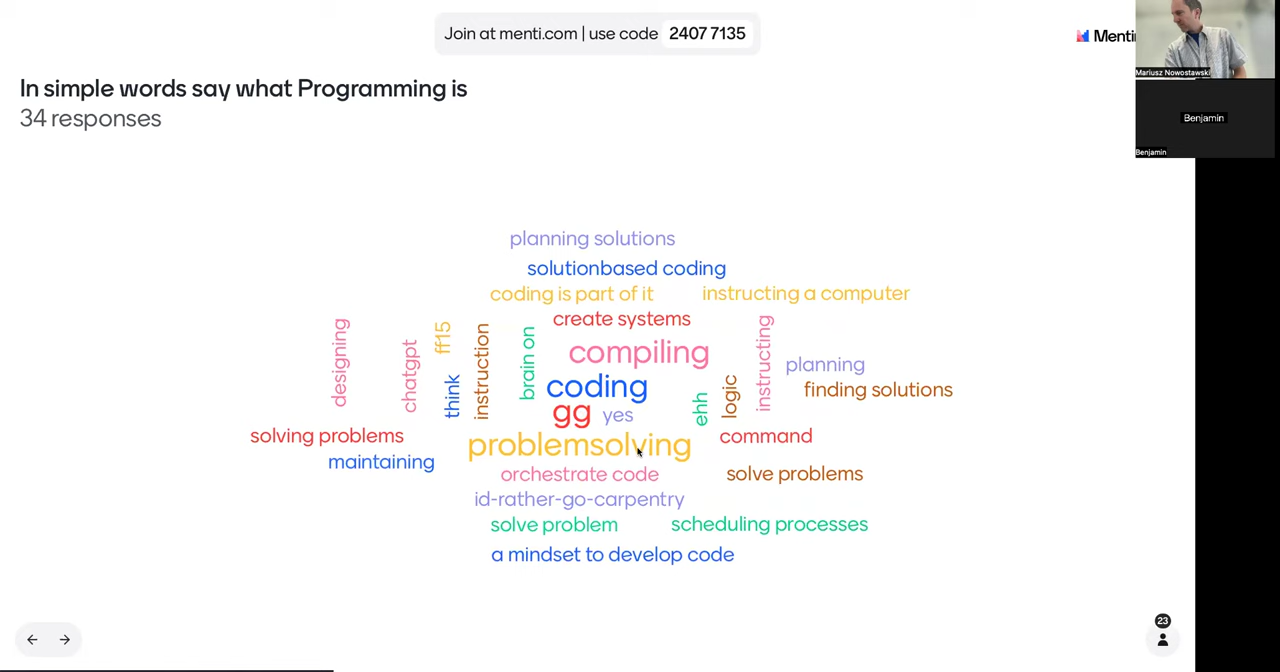 Join at menti.com | use code 2407 7135
Menti
Mariusz Nowostawski
Benjamin
Benjamin
In simple words say what Programming is
34 responses
planning solutions
solutionbased coding
coding is part of it
instructing a computer
create systems
designing
chatgpt
ff15
think
instruction
brain on
compiling
coding
gg
yes
ehh
logic
instructing
planning
finding solutions
solving problems
problemsolving
command
maintaining
orchestrate code
solve problems
id-rather-go-carpentry
solve problem
scheduling processes
a mindset to develop code
23